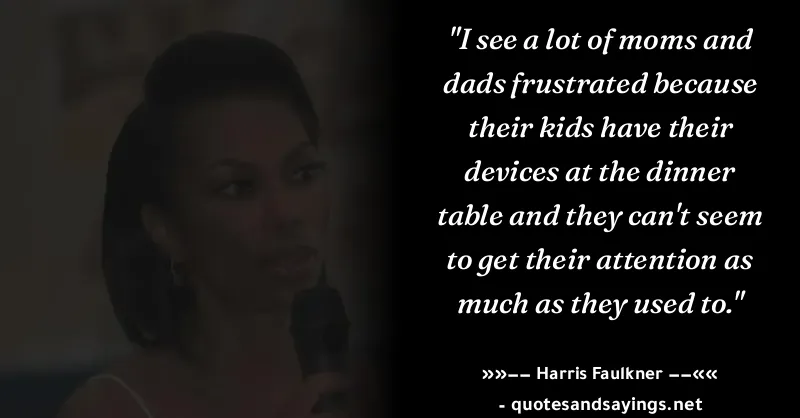 "I see a lot of moms and
dads frustrated because
their kids have their
devices at the dinner
table and they can't seem
to get their attention as
much as they used to."
»»–– Harris Faulkner ––««
- quotesandsayings.net